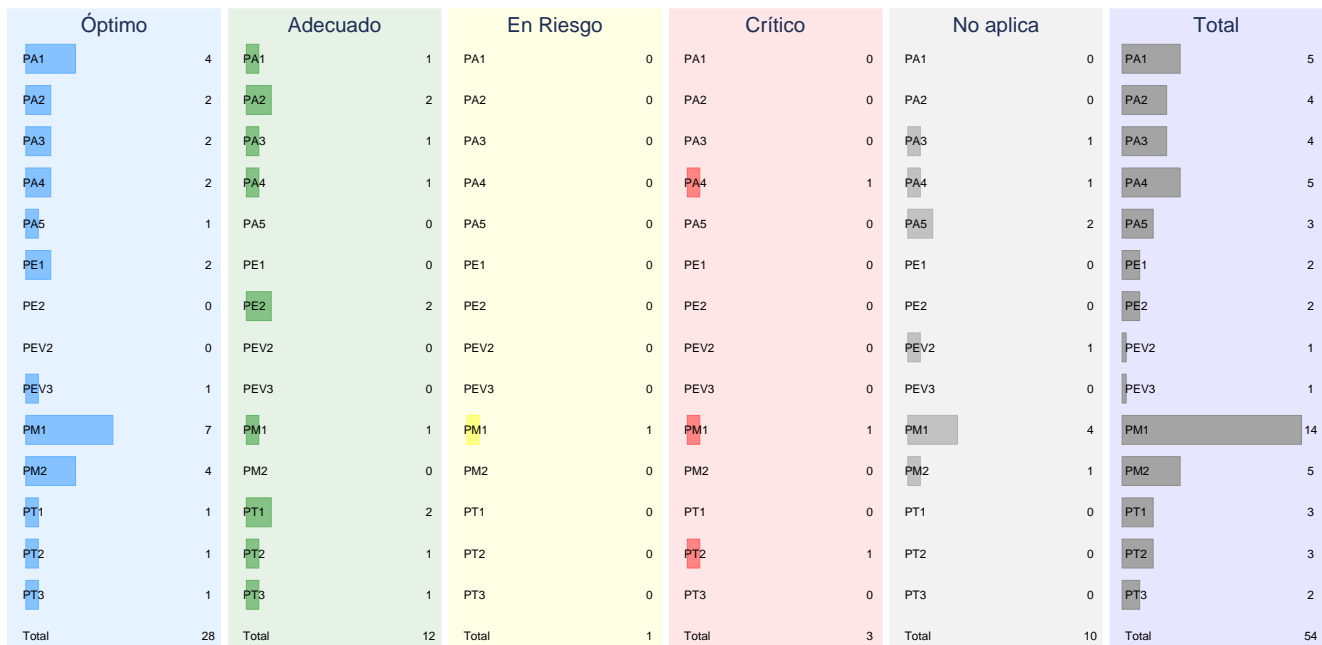 Óptimo Adecuado En Riesgo Crítico No aplica Total
PA1 4 PA1 1 PA1 0 PA1 0 PA1 0 PA1 5
PA2 2 PA2 2 PA2 0 PA2 0 PA2 0 PA2 4
PA3 2 PA3 1 PA3 0 PA3 0 PA3 1 PA3 4
PA4 2 PA4 1 PA4 0 PA4 1 PA4 1 PA4 5
PA5 1 PA5 0 PA5 0 PA5 0 PA5 2 PA5 3
PE1 2 PE1 0 PE1 0 PE1 0 PE1 0 PE1 2
PE2 0 PE2 2 PE2 0 PE2 0 PE2 0 PE2 2
PEV2 0 PEV2 0 PEV2 0 PEV2 0 PEV2 1 PEV2 1
PEV3 1 PEV3 0 PEV3 0 PEV3 0 PEV3 0 PEV3 1
PM1 7 PM1 1 PM1 1 PM1 1 PM1 4 PM1 14
PM2 4 PM2 0 PM2 0 PM2 0 PM2 1 PM2 5
PT1 1 PT1 2 PT1 0 PT1 0 PT1 0 PT1 3
PT2 1 PT2 1 PT2 0 PT2 1 PT2 0 PT2 3
PT3 1 PT3 1 PT3 0 PT3 0 PT3 0 PT3 2
Total 28 Total 12 Total 1 Total 3 Total 10 Total 54